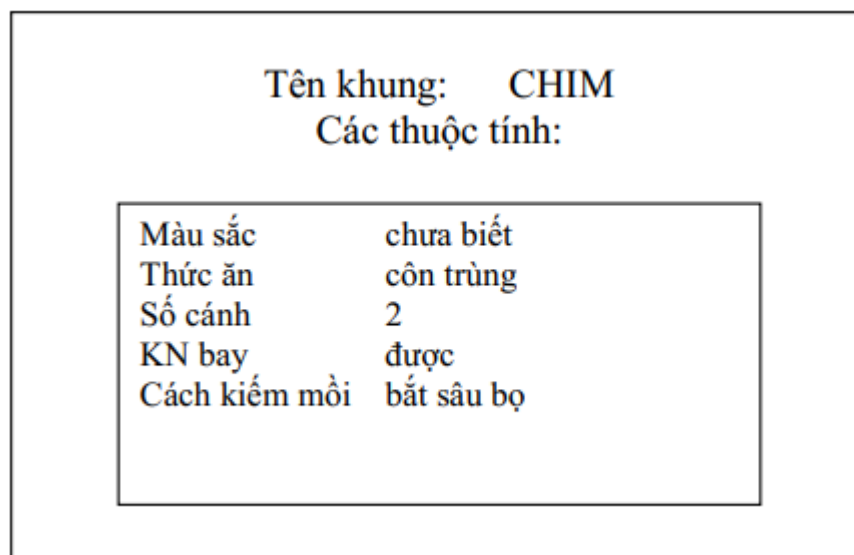 Tên khung: CHIM
Các thuộc tính:
Màu sắc chưa biết
Thức ăn côn trùng
Số cánh 2
KN bay được
Cách kiếm mồi bắt sâu bọ